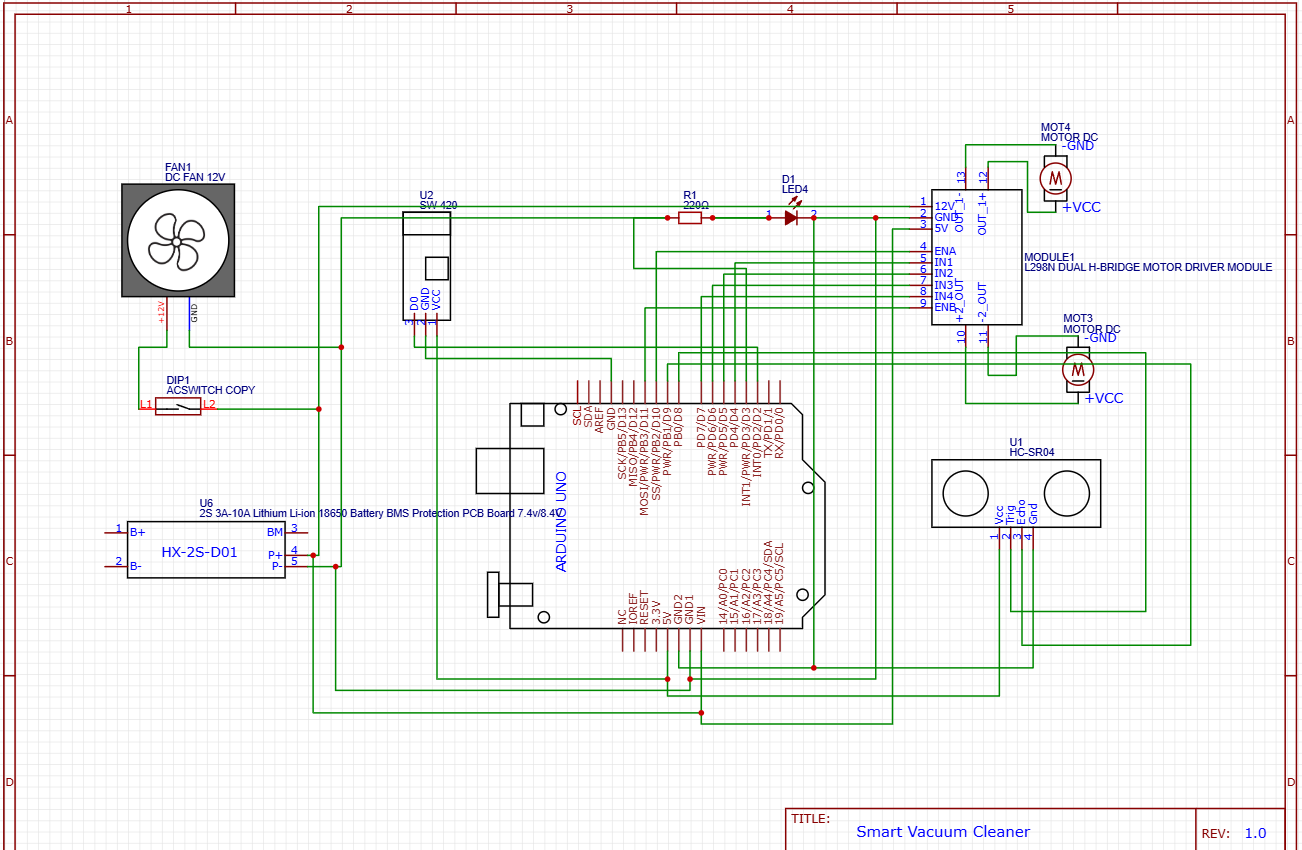 1 2 3 4 5
A
B
C
D
A
B
C
D
FAN1
DC FAN 12V
+12V
GND
DIP1
ACSWITCH COPY
L1
L2
U6
2S 3A-10A Lithium Li-ion 18650 Battery BMS Protection PCB Board 7.4v/8.4V
HX-2S-D01
1 B+
2 B-
BM 3
P+ 4
P- 5
U2
SW-420
D0
GND
VCC
3 2 1
R1
220Ω
D1
LED4
1 2
MOT4
MOTOR DC
-GND
+VCC
13 12
OUT_1-
OUT_1+
1 12V
2 GND
3 5V
4 ENA
5 IN1
6 IN2
7 IN3
8 IN4
9 ENB
+2_OUT
-2_OUT
10 11
MODULE1
L298N DUAL H-BRIDGE MOTOR DRIVER MODULE
MOT3
MOTOR DC
-GND
+VCC
ARDUINO UNO
SCL
SDA
AREF
GND
SCK/PB5/D13
MISO/PB4/D12
MOSI/PWR/PB3/D11
SS/PWR/PB2/D10
PWR/PB1/D9
PB0/D8
PD7/D7
PWR/PD6/D6
PWR/PD5/D5
PD4/D4
INT1/PWR/PD3/D3
INT0/PD2/D2
TX/PD1/1
RX/PD0/0
NC
IOREF
RESET
3.3V
5V
GND2
GND1
VIN
14/A0/PC0
15/A1/PC1
16/A2/PC2
17/A3/PC3
18/A4/PC4/SDA
19/A5/PC5/SCL
U1
HC-SR04
Vcc
Trig
Echo
Gnd
1 2 3 4
TITLE:
Smart Vacuum Cleaner
REV: 1.0